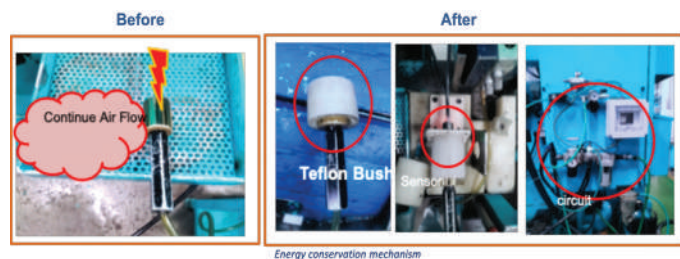 Before
After
Continue Air Flow
Teflon Bush
Sensor
circuit
Energy conservation mechanism